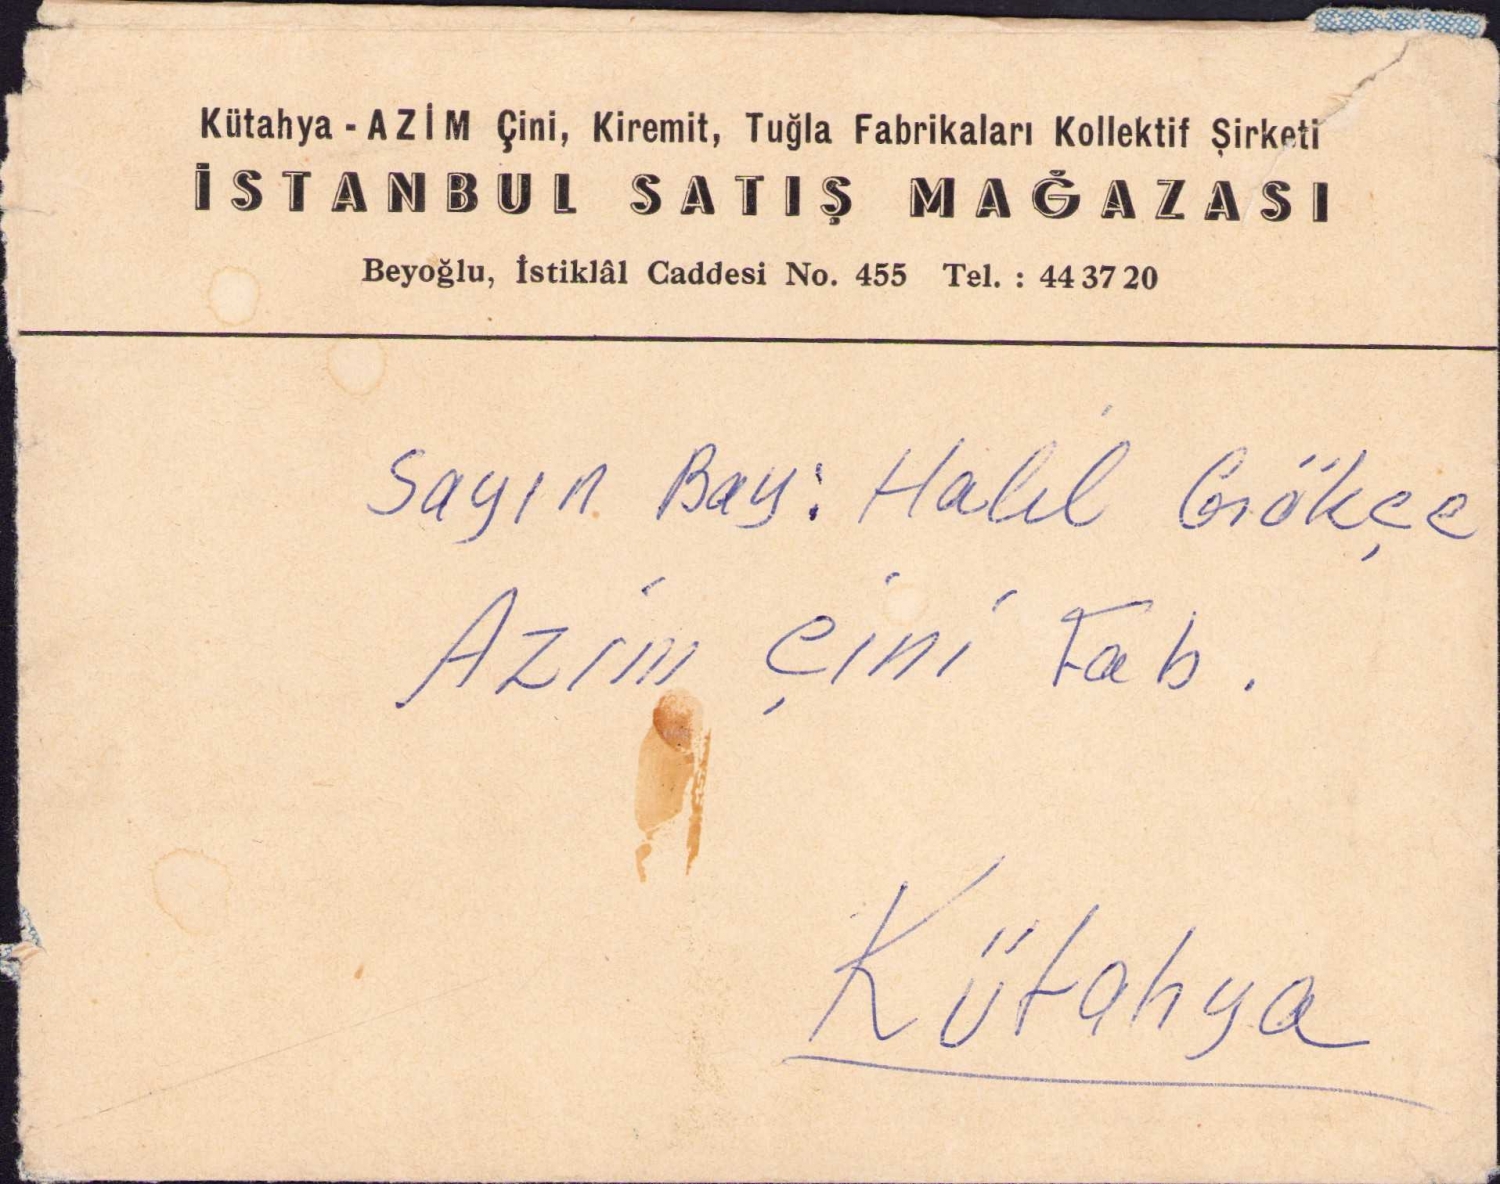 Kütahya - AZİM Çini, Kiremit, Tuğla Fabrikaları Kollektif Şirketi
İSTANBUL SATIŞ MAĞAZASI
Beyoğlu, İstiklâl Caddesi No. 455 Tel. : 44 37 20
Sayın Bay: Halil Gökçe
Azim Çini Fab.
Kütahya